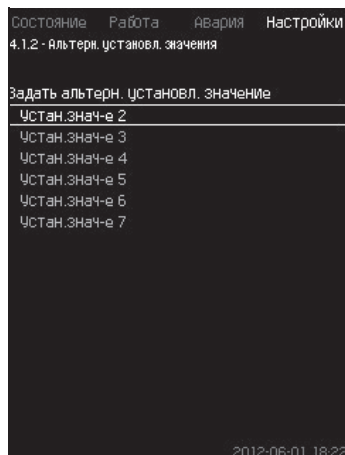 Состояние Работа Авария Настройки
4.1.2 - Альтерн. установл. значения
Задать альтерн. установл. значение
Устан.знач-е 2
Устан.знач-е 3
Устан.знач-е 4
Устан.знач-е 5
Устан.знач-е 6
Устан.знач-е 7
2012-06-01 18:22